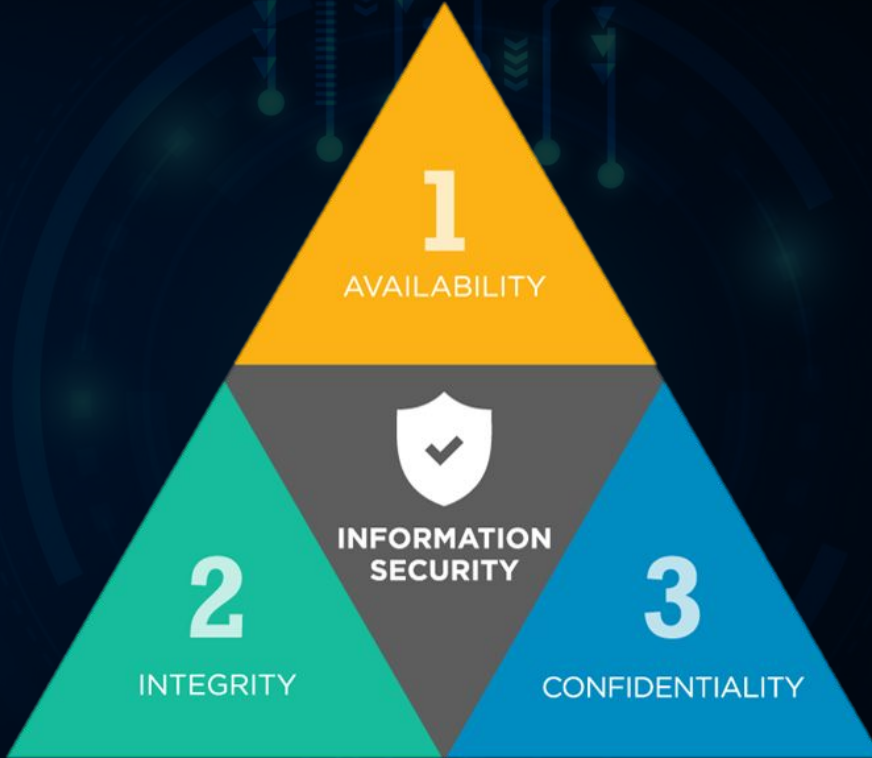 1
AVAILABILITY
INFORMATION
SECURITY
2
INTEGRITY
3
CONFIDENTIALITY